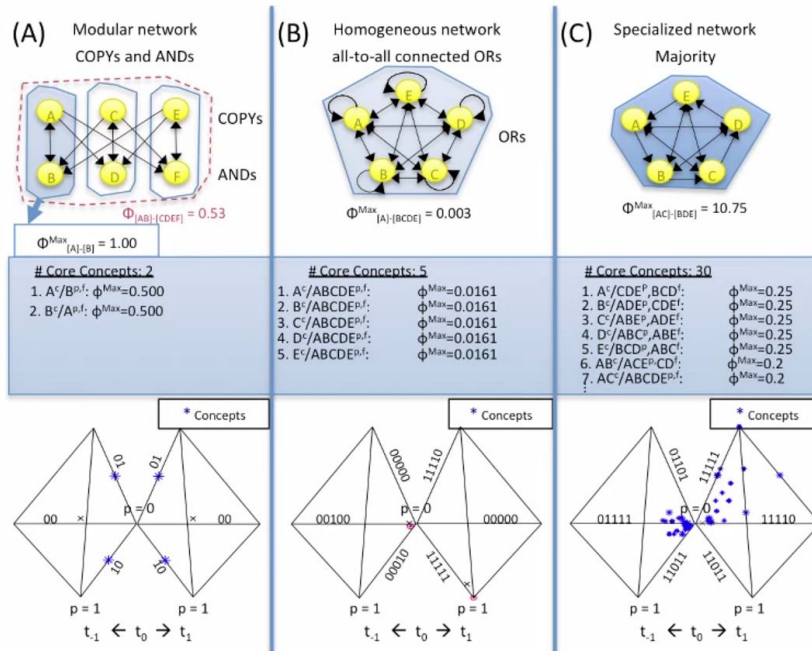 (A) Modular network
COPYs and ANDs
A C E COPYs
B D F ANDs
Φ[AB]-[CDEF] = 0.53
ΦMax[A]-[B] = 1.00
# Core Concepts: 2
1. Ac/Bp,f: φMax=0.500
2. Bc/Ap,f: φMax=0.500
* Concepts
01 01
p = 0
00 00
10 10
p = 1 p = 1
t-1 ← t0 → t1
(B) Homogeneous network
all-to-all connected ORs
E
A D ORs
B C
ΦMax[A]-[BCDE] = 0.003
# Core Concepts: 5
1. Ac/ABCDEp,f: φMax=0.0161
2. Bc/ABCDEp,f: φMax=0.0161
3. Cc/ABCDEp,f: φMax=0.0161
4. Dc/ABCDEp,f: φMax=0.0161
5. Ec/ABCDEp,f: φMax=0.0161
* Concepts
00000 11110
p = 0
00100 00000
00010 11111
p = 1 p = 1
t-1 ← t0 → t1
(C) Specialized network
Majority
E
A D
B C
ΦMax[AC]-[BDE] = 10.75
# Core Concepts: 30
1. Ac/CDEp,BCDf: φMax=0.25
2. Bc/ADEp,CDEf: φMax=0.25
3. Cc/ABEp,ADEf: φMax=0.25
4. Dc/ABCp,ABEf: φMax=0.25
5. Ec/BCDp,ABCf: φMax=0.25
6. ABc/ACEp,CDf: φMax=0.2
7. ACc/ABCDEp,f: φMax=0.2
⋮
* Concepts
01101 11111
p = 0
01111 11110
11011 11011
p = 1 p = 1
t-1 ← t0 → t1